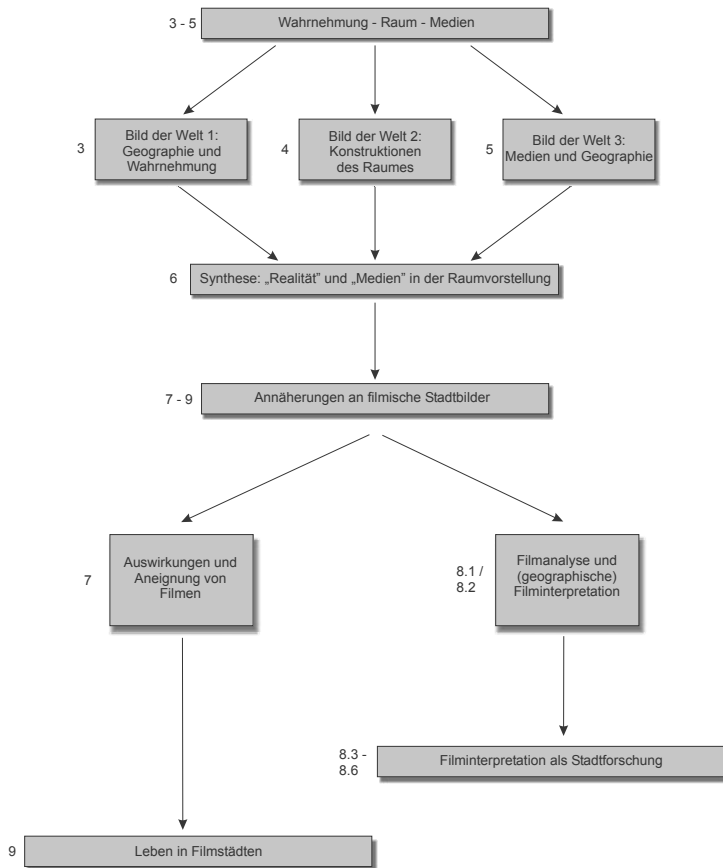 3 - 5
Wahrnehmung - Raum - Medien
3
Bild der Welt 1:
Geographie und
Wahrnehmung
4
Bild der Welt 2:
Konstruktionen
des Raumes
5
Bild der Welt 3:
Medien und Geographie
6
Synthese: „Realität” und „Medien” in der Raumvorstellung
7 - 9
Annäherungen an filmische Stadtbilder
7
Auswirkungen und
Aneignung von
Filmen
8.1 /
8.2
Filmanalyse und
(geographische)
Filminterpretation
8.3 -
8.6
Filminterpretation als Stadtforschung
9
Leben in Filmstädten